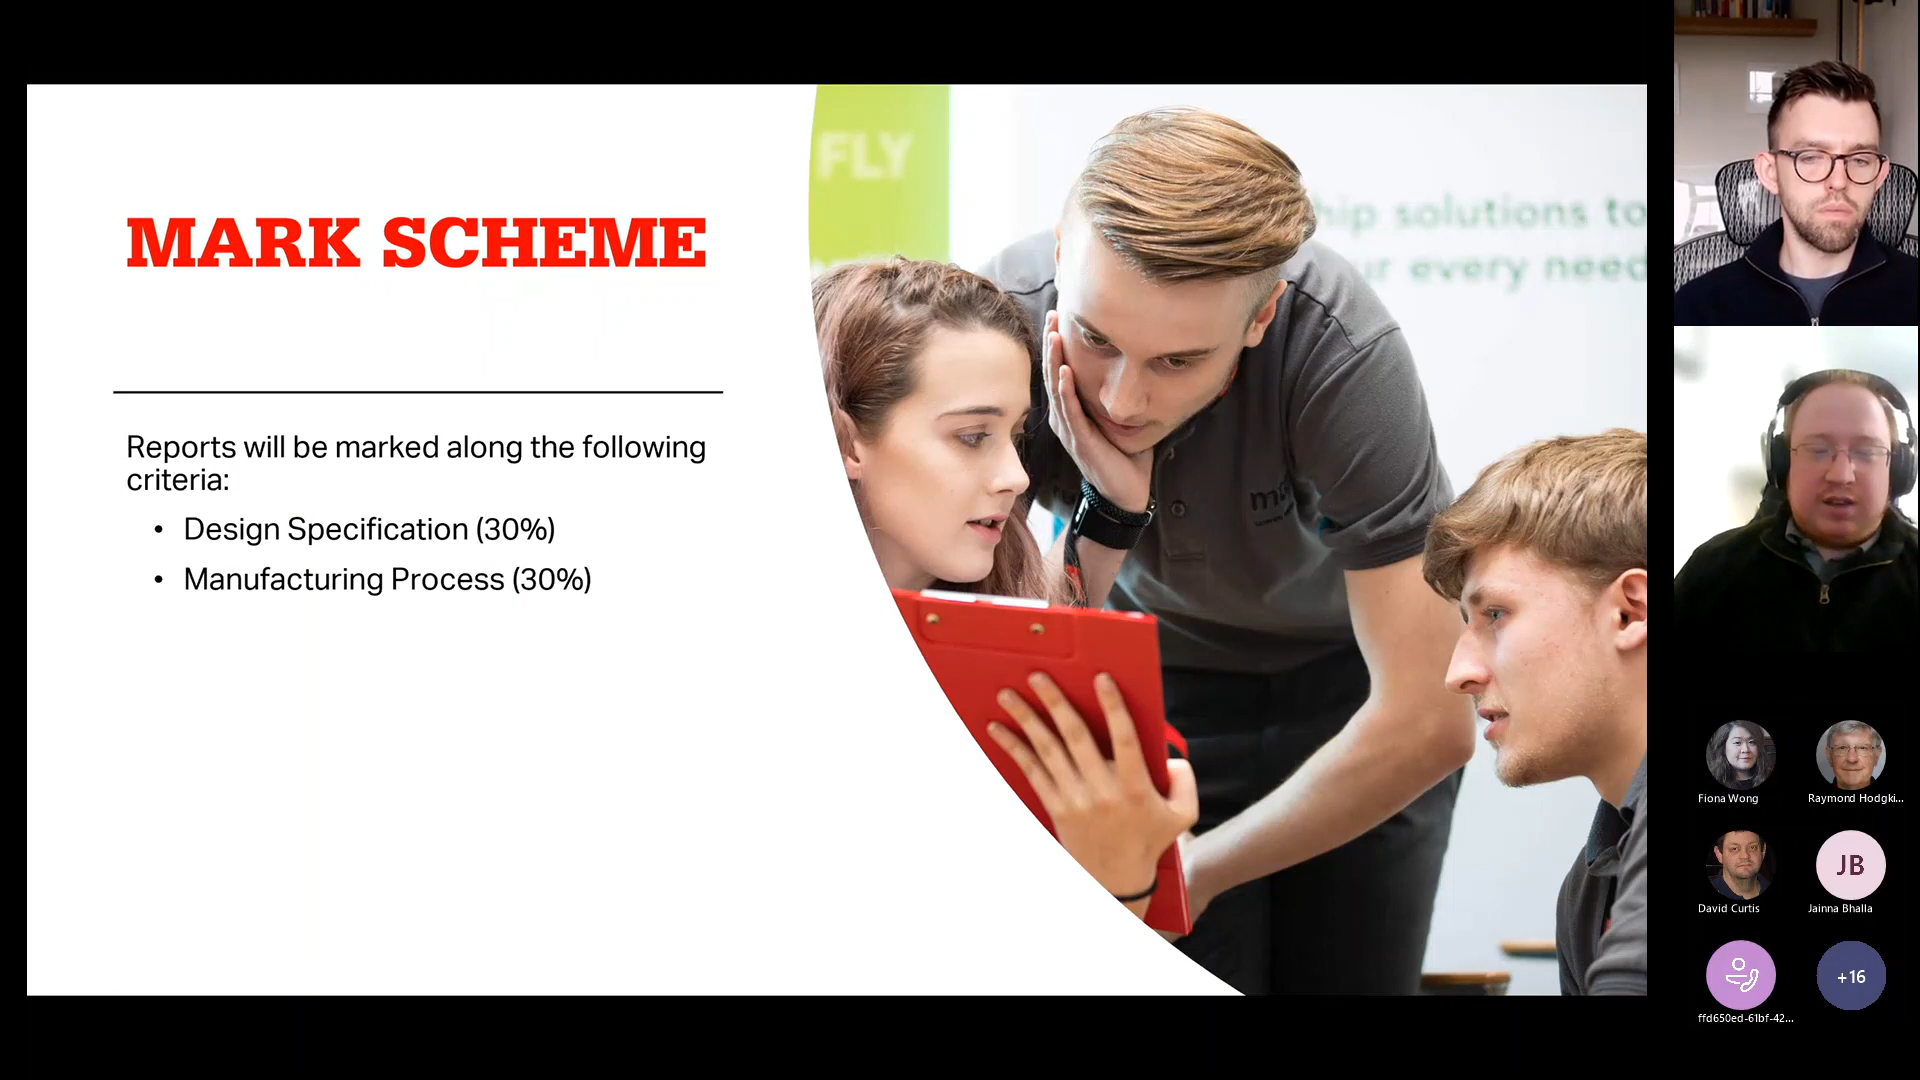 MARK SCHEME
Reports will be marked along the following
criteria:
• Design Specification (30%)
• Manufacturing Process (30%)
FLY
hip solutions to
ur every need
Fiona Wong
Raymond Hodgki...
David Curtis
JB
Jainna Bhalla
ffd650ed-61bf-42...
+16